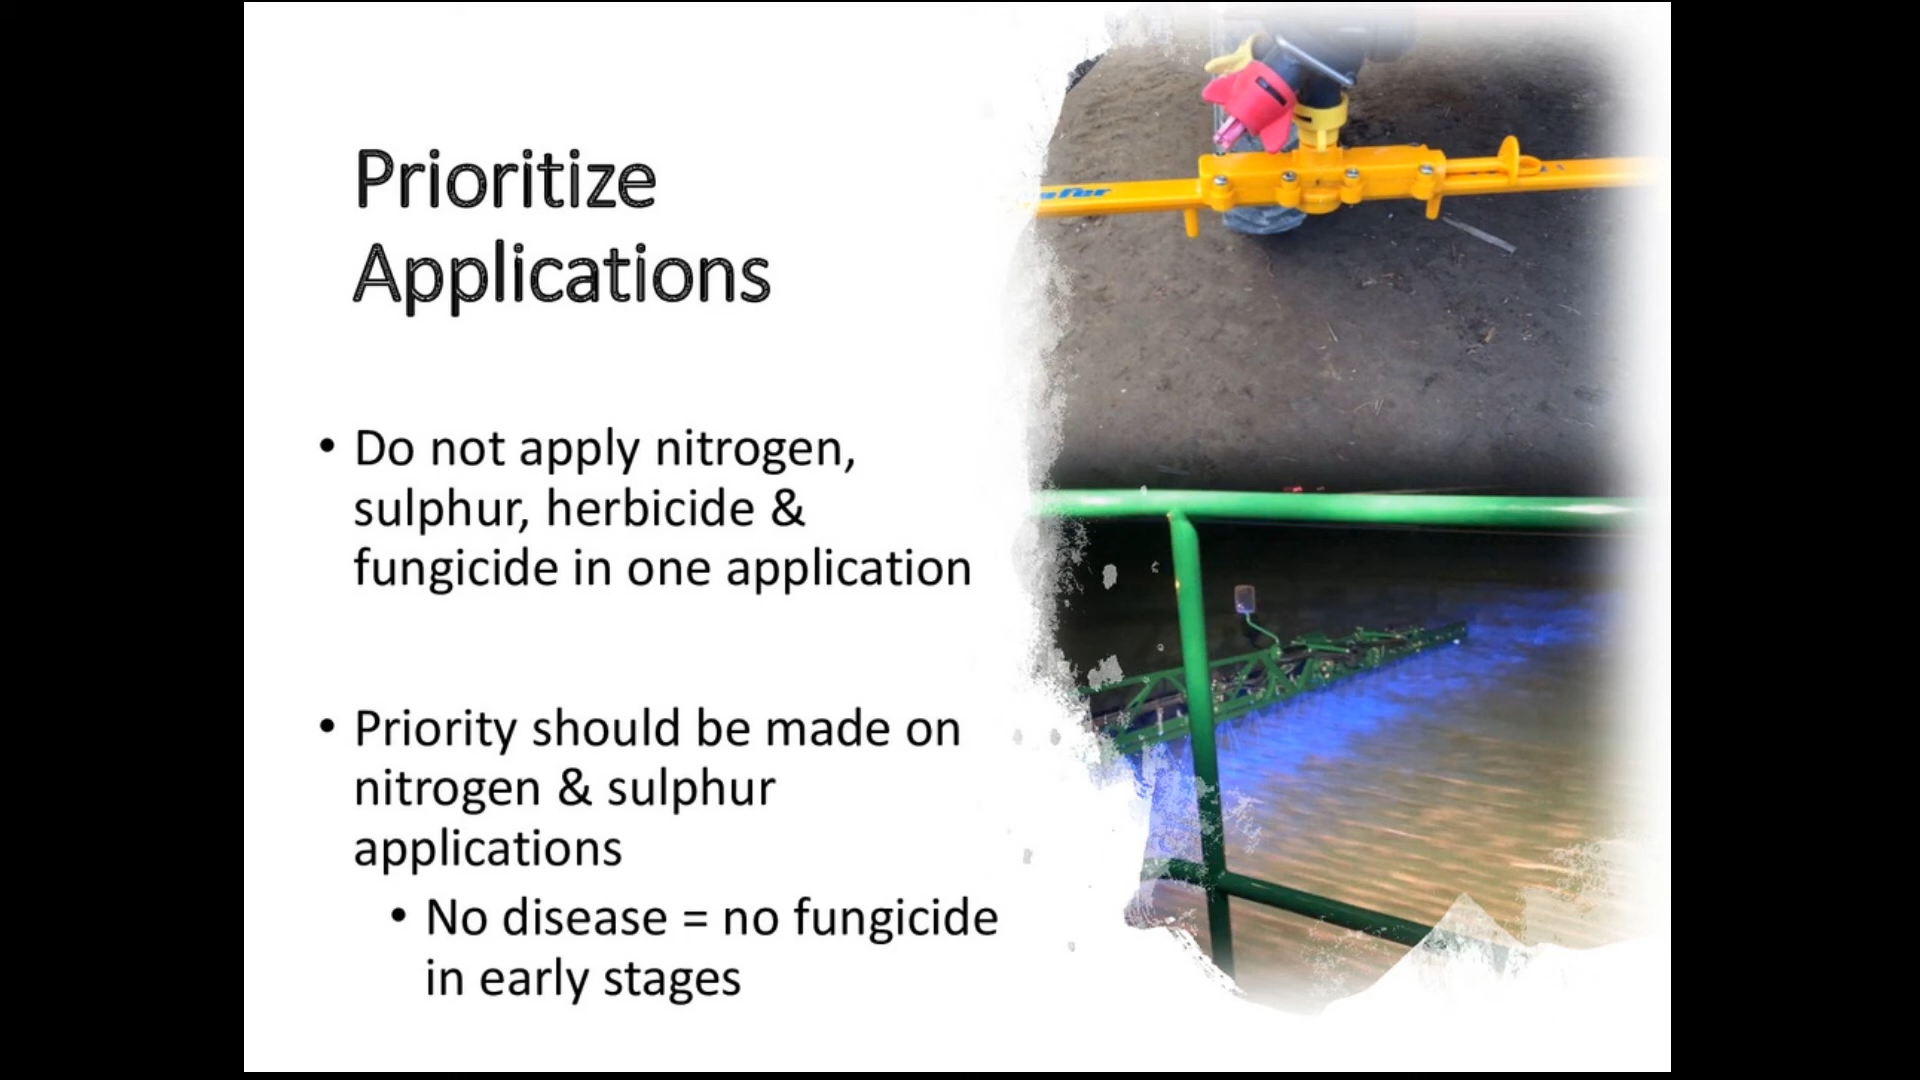 Prioritize
Applications
• Do not apply nitrogen,
sulphur, herbicide &
fungicide in one application
• Priority should be made on
nitrogen & sulphur
applications
• No disease = no fungicide
in early stages